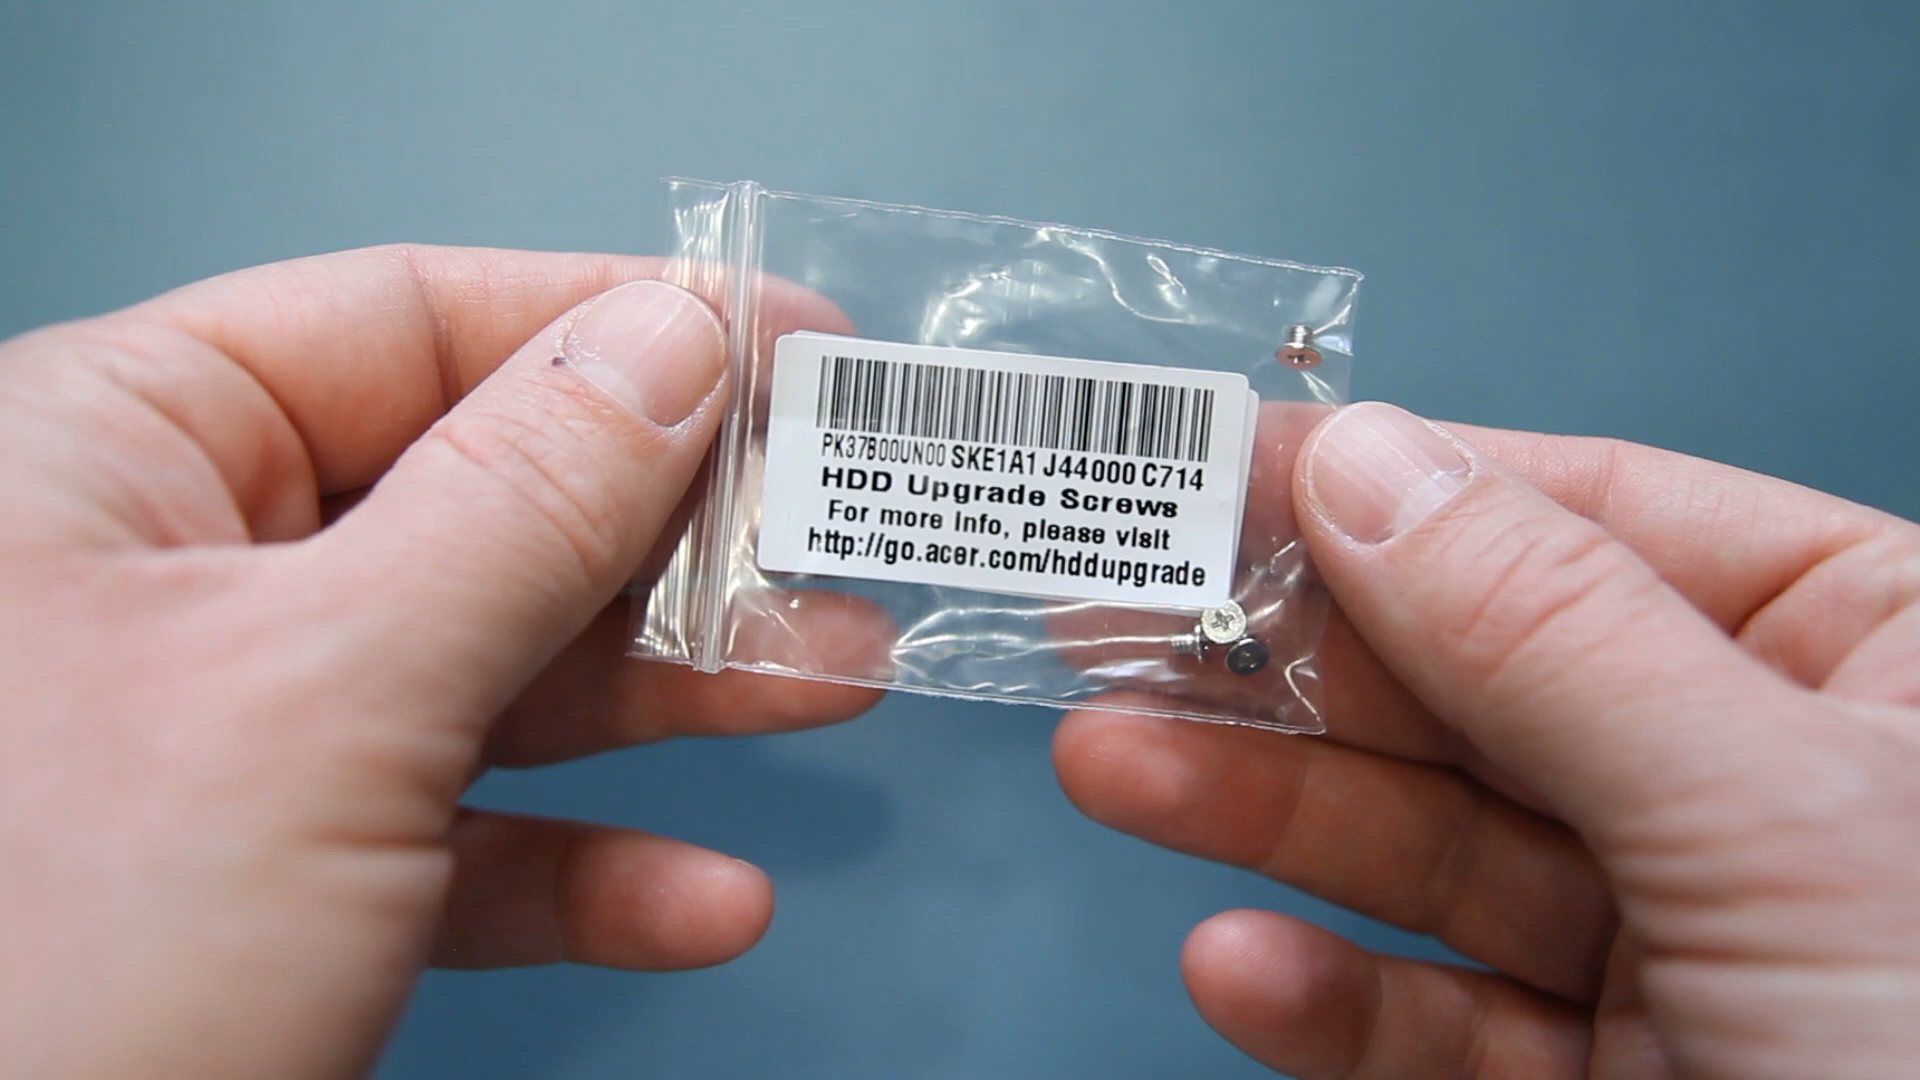 PK37B00UN00 SKE1A1 J44000 C714
HDD Upgrade Screws
For more info, please visit
http://go.acer.com/hddupgrade